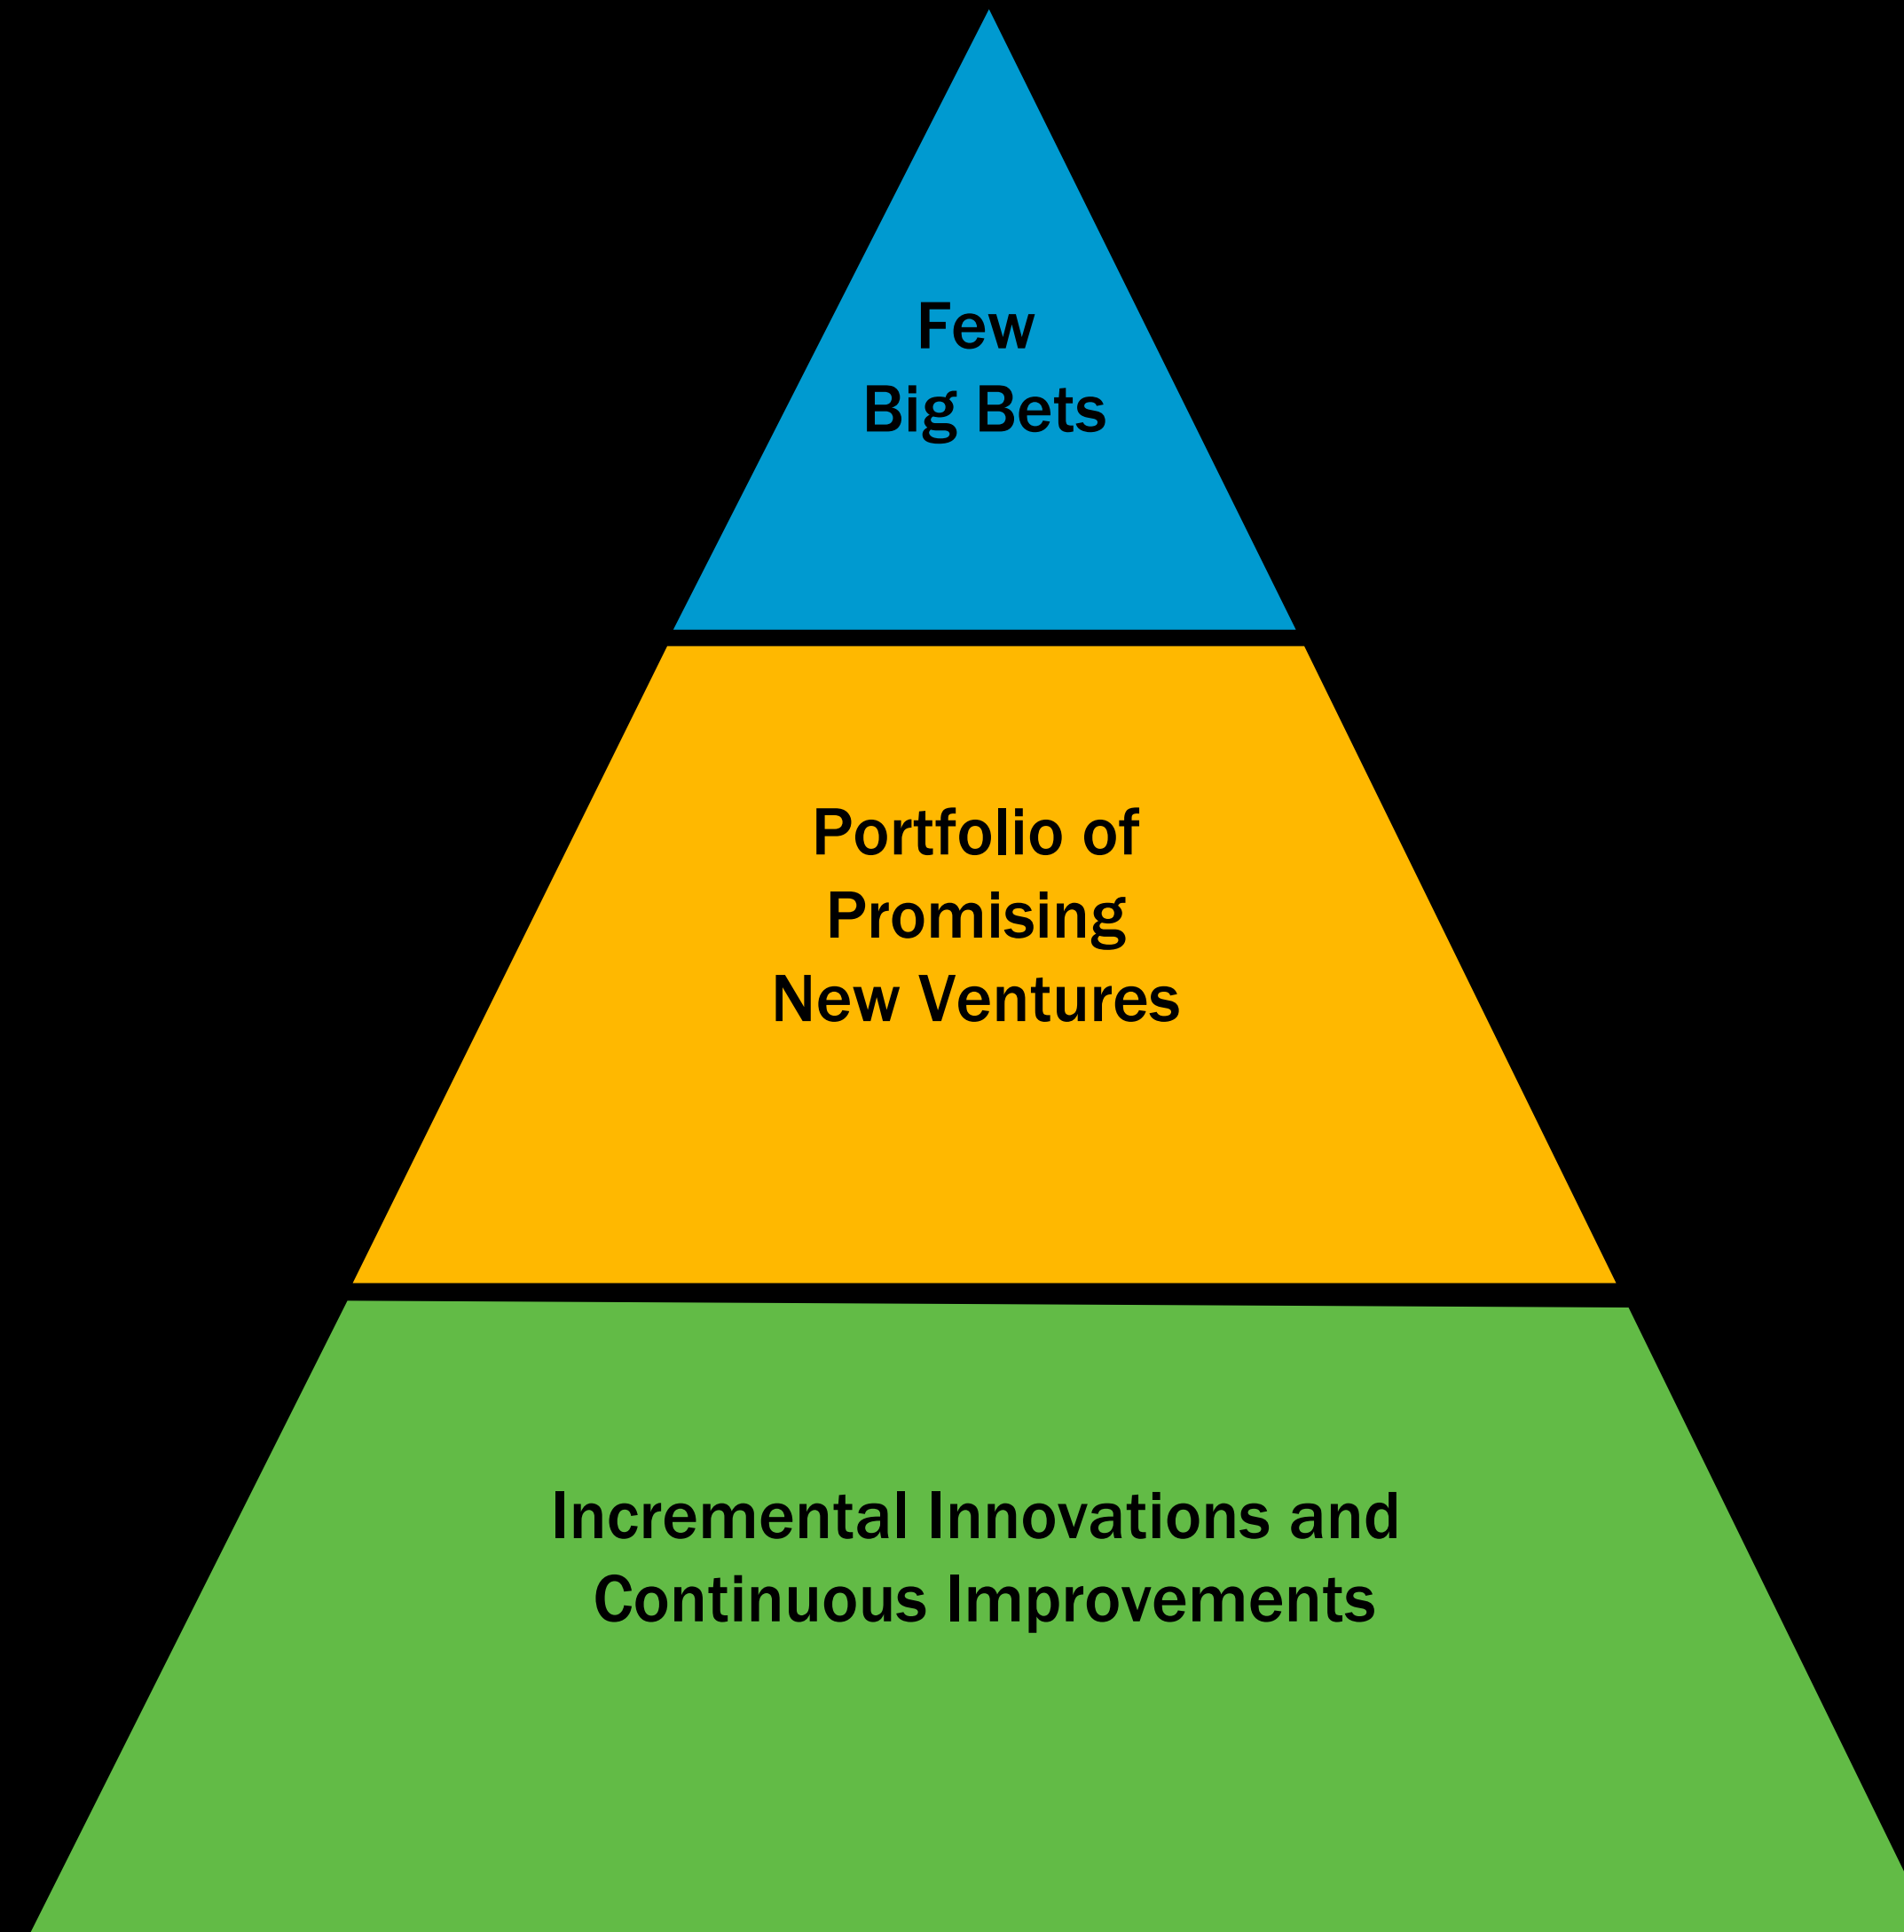 Few
Big Bets
Portfolio of
Promising
New Ventures
Incremental Innovations and
Continuous Improvements